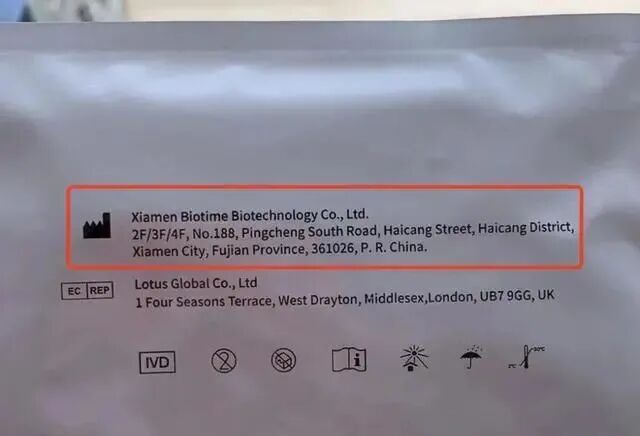 Xiamen Biotime Biotechnology Co., Ltd.
2F/3F/4F, No.188, Pingcheng South Road, Haicang Street, Haicang District,
Xiamen City, Fujian Province, 361026, P. R. China.
EC REP
Lotus Global Co., Ltd
1 Four Seasons Terrace, West Drayton, Middlesex,London, UB7 9GG, UK
IVD